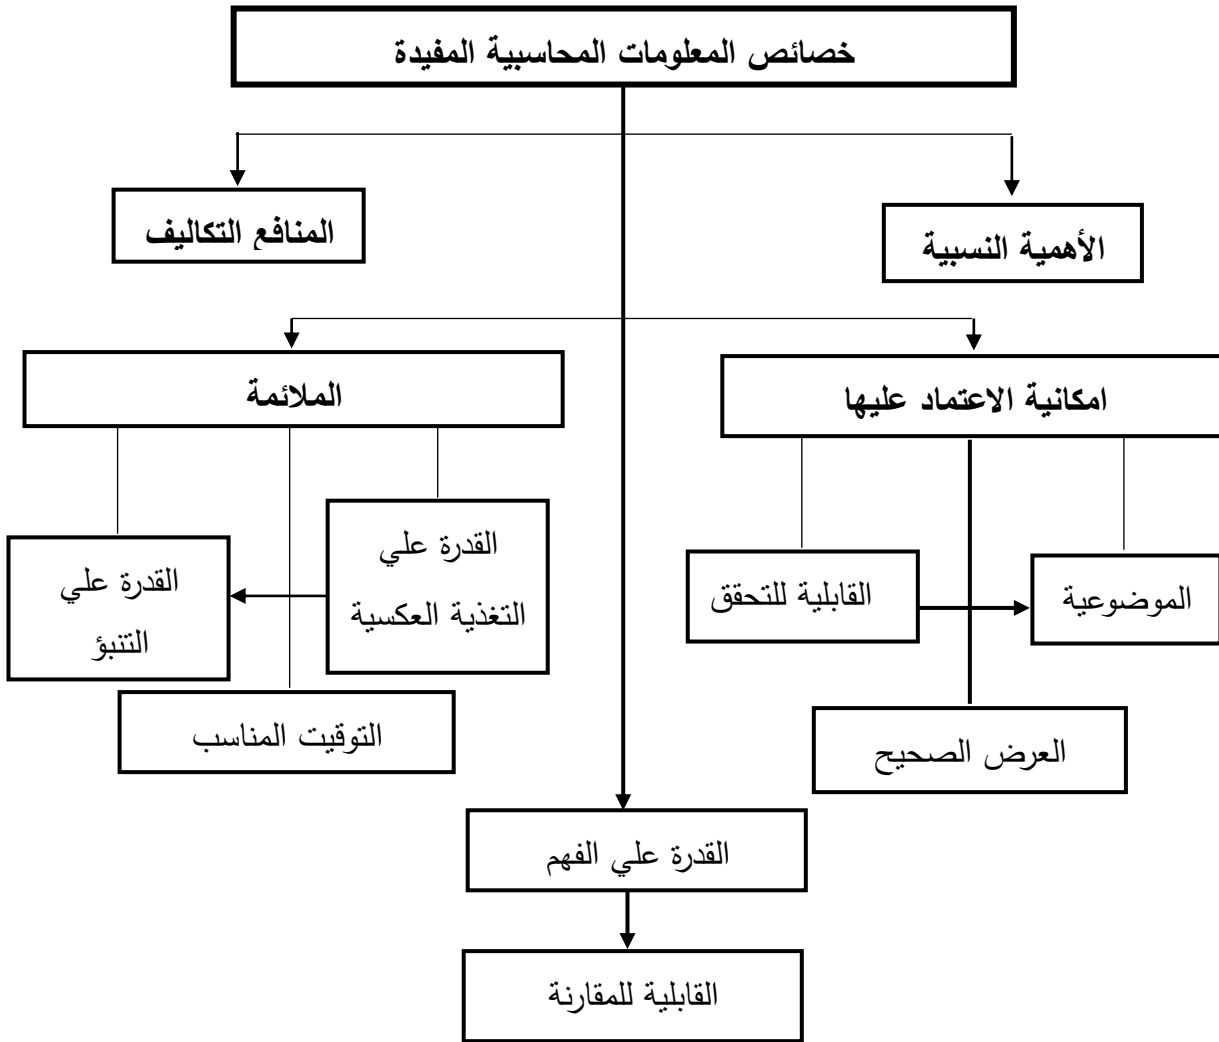 خصائص المعلومات المحاسبية المفيدة
الأهمية النسبية
المنافع التكاليف
امكانية الاعتماد عليها
الملائمة
الموضوعية
القابلية للتحقق
العرض الصحيح
القدرة علي
التغذية العكسية
القدرة علي
التنبؤ
التوقيت المناسب
القدرة علي الفهم
القابلية للمقارنة